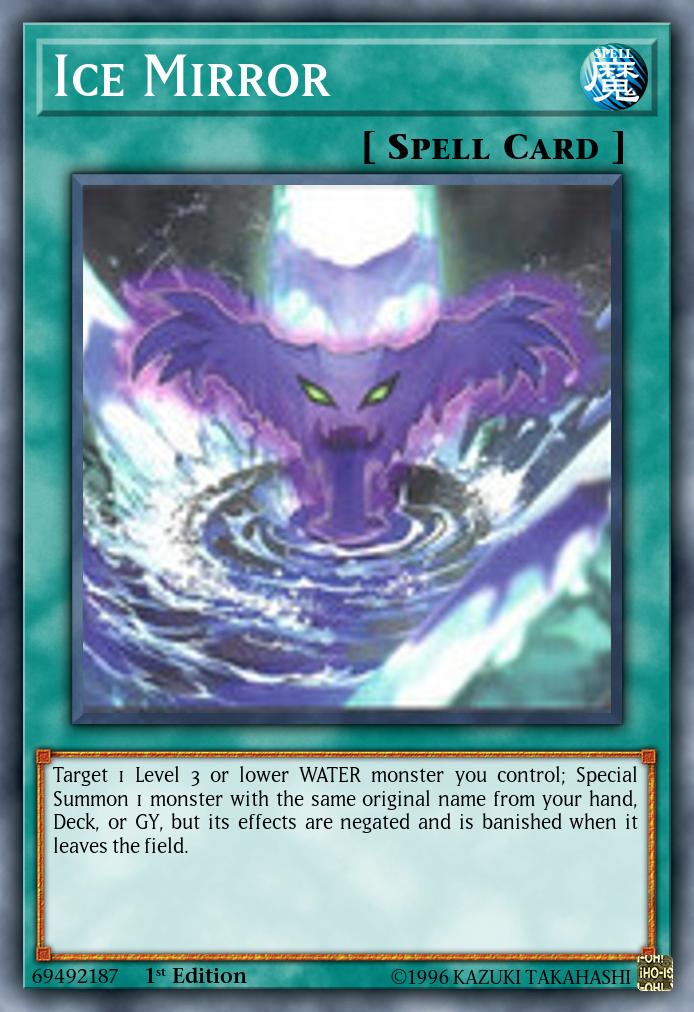 ICE MIRROR
SPELL
魔
[ SPELL CARD ]
Target 1 Level 3 or lower WATER monster you control; Special
Summon 1 monster with the same original name from your hand,
Deck, or GY, but its effects are negated and is banished when it
leaves the field.
69492187 1st Edition ©1996 KAZUKI TAKAHASHI